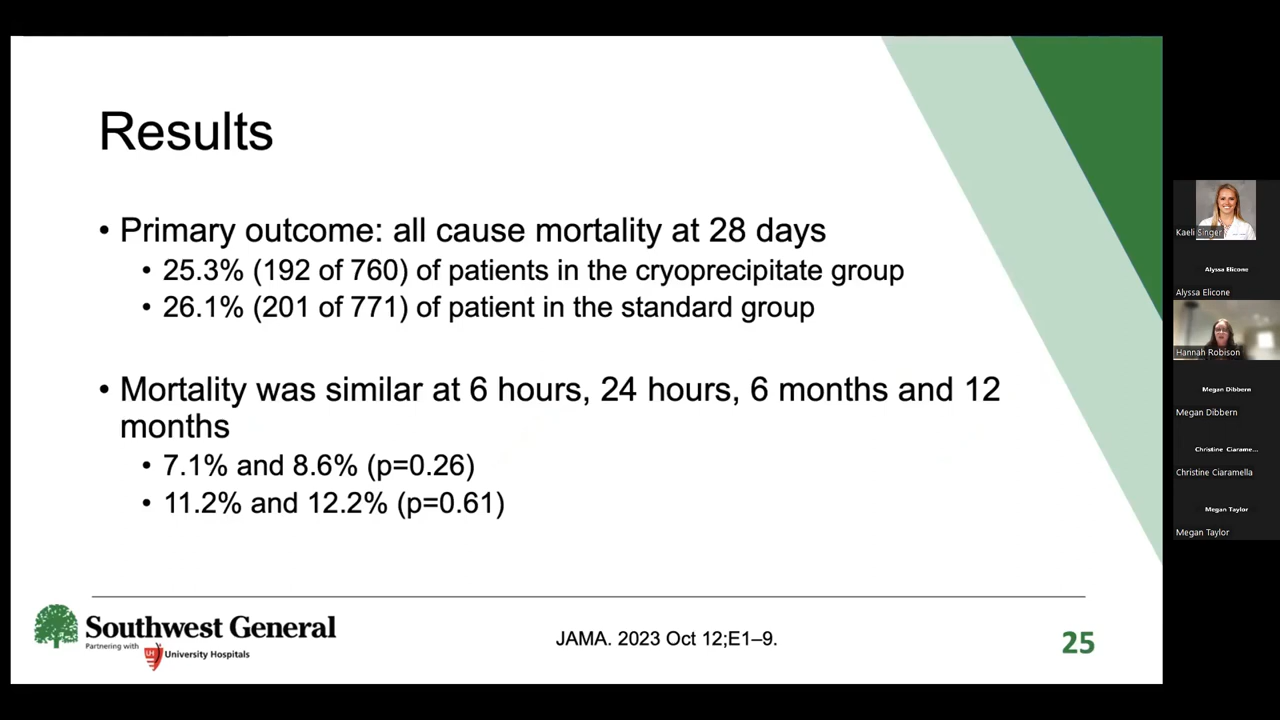 Results
• Primary outcome: all cause mortality at 28 days
• 25.3% (192 of 760) of patients in the cryoprecipitate group
• 26.1% (201 of 771) of patient in the standard group
• Mortality was similar at 6 hours, 24 hours, 6 months and 12
months
• 7.1% and 8.6% (p=0.26)
• 11.2% and 12.2% (p=0.61)
Southwest General
Partnering with
UH
University Hospitals
JAMA. 2023 Oct 12;E1–9.
25
Kaeli Singer
Alyssa Elicone
Alyssa Elicone
Hannah Robison
Megan Dibbern
Megan Dibbern
Christine Ciarame...
Christine Ciaramella
Megan Taylor
Megan Taylor